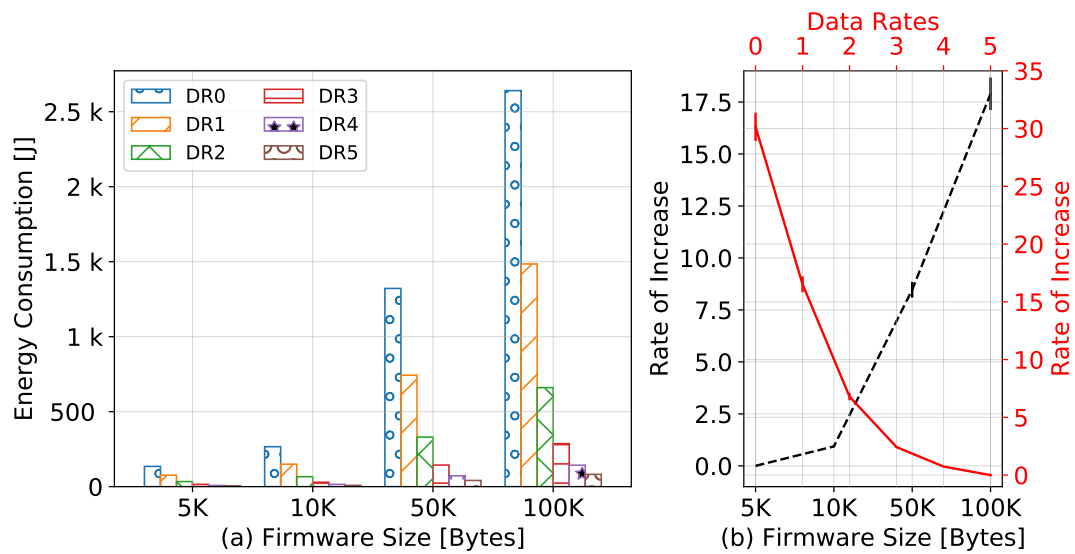 Energy Consumption [J]
2.5 k
2 k
1.5 k
1 k
500
0
DR0
DR1
DR2
DR3
DR4
DR5
5K
10K
50K
100K
(a) Firmware Size [Bytes]
Data Rates
0
1
2
3
4
5
Rate of Increase
17.5
15.0
12.5
10.0
7.5
5.0
2.5
0.0
35
30
25
20
15
10
5
0
Rate of Increase
5K
10K
50K
100K
(b) Firmware Size [Bytes]